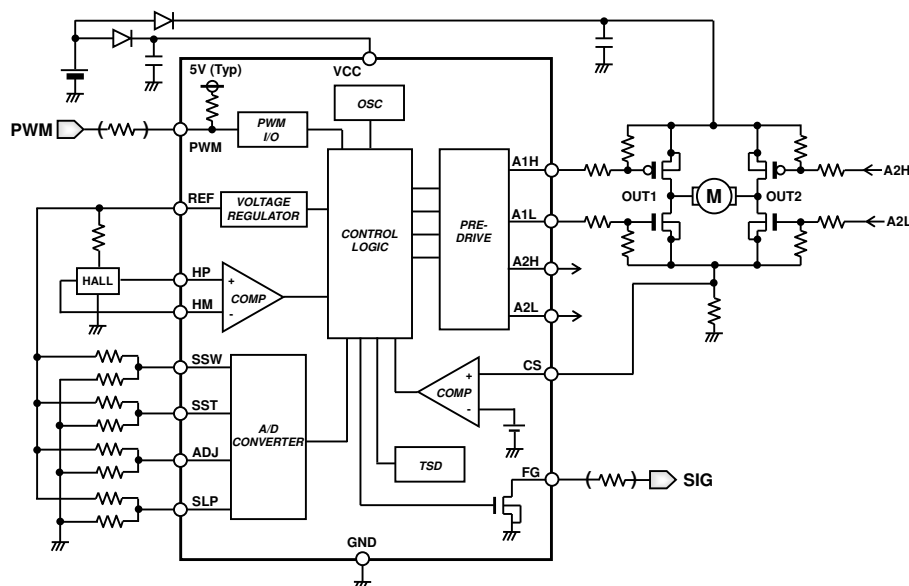 VCC
5V (Typ)
OSC
PWM
PWM
I/O
PWM
A1H
A2H
OUT1
M
OUT2
REF
VOLTAGE
REGULATOR
CONTROL
LOGIC
PRE-
DRIVE
A1L
A2L
HALL
HP
COMP
+
-
HM
A2H
A2L
SSW
CS
COMP
+
-
SST
A/D
CONVERTER
ADJ
TSD
FG
SIG
SLP
GND